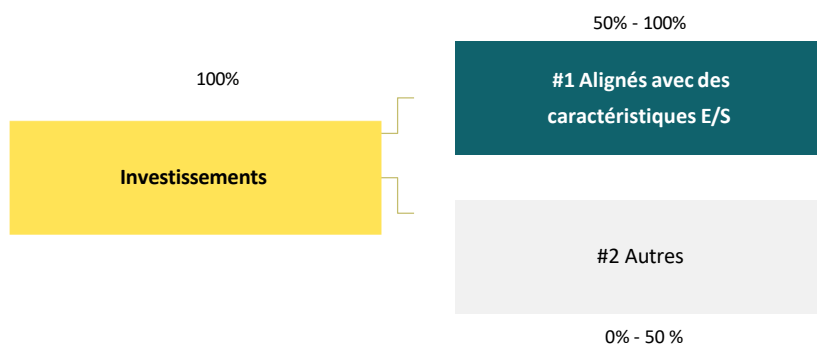 50% - 100%
100%
#1 Alignés avec des
caractéristiques E/S
Investissements
#2 Autres
0% - 50 %